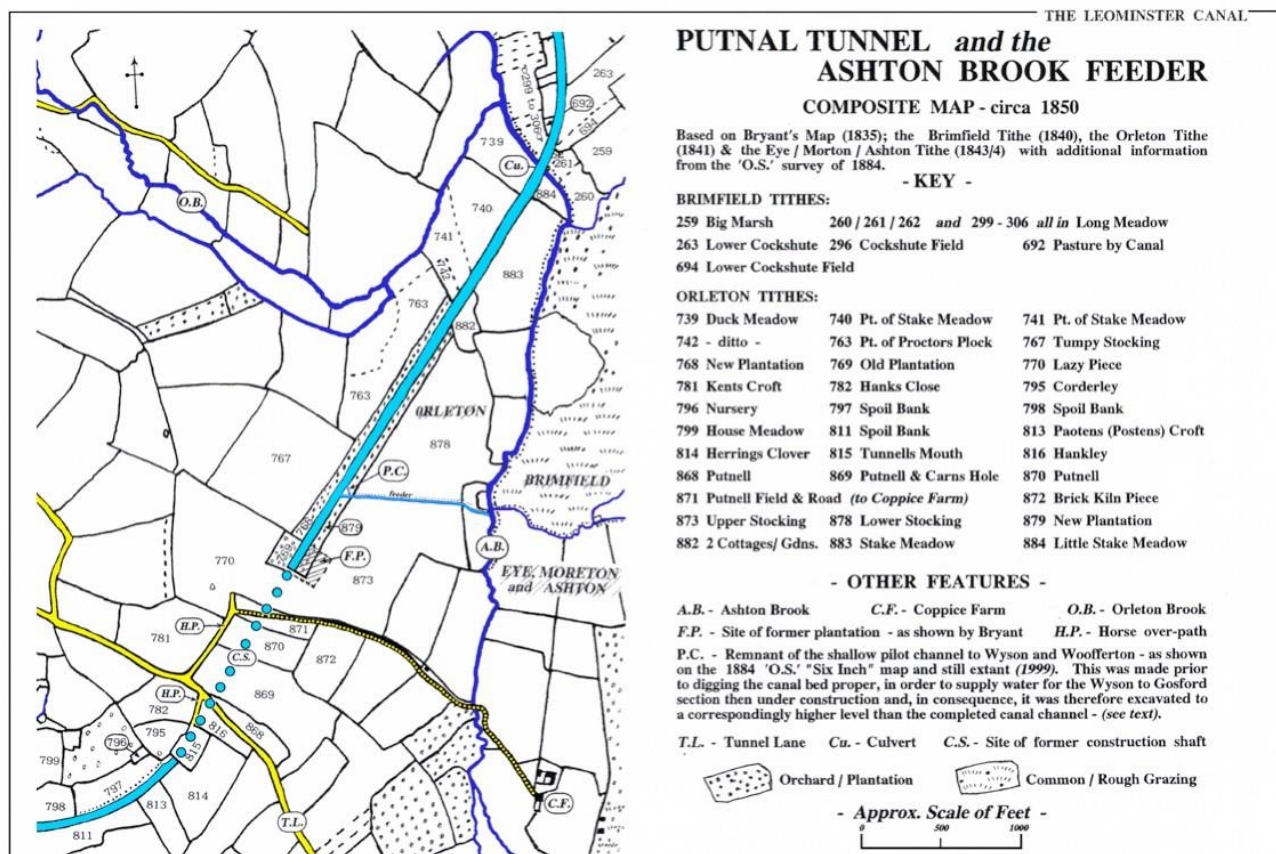 THE LEOMINSTER CANAL
PUTNAL TUNNEL and the
ASHTON BROOK FEEDER
COMPOSITE MAP - circa 1850
Based on Bryant's Map (1835); the Brimfield Tithe (1840), the Orleton Tithe
(1841) & the Eye / Morton / Ashton Tithe (1843/4) with additional information
from the 'O.S.' survey of 1884.
- KEY -
BRIMFIELD TITHES:
259 Big Marsh 260 / 261 / 262 and 299 - 306 all in Long Meadow
263 Lower Cockshute 296 Cockshute Field 692 Pasture by Canal
694 Lower Cockshute Field
ORLETON TITHES:
739 Duck Meadow 740 Pt. of Stake Meadow 741 Pt. of Stake Meadow
742 - ditto - 763 Pt. of Proctors Plock 767 Tumpy Stocking
768 New Plantation 769 Old Plantation 770 Lazy Piece
781 Kents Croft 782 Hanks Close 795 Corderley
796 Nursery 797 Spoil Bank 798 Spoil Bank
799 House Meadow 811 Spoil Bank 813 Paotens (Postens) Croft
814 Herrings Clover 815 Tunnells Mouth 816 Hankley
868 Putnell 869 Putnell & Carns Hole 870 Putnell
871 Putnell Field & Road (to Coppice Farm) 872 Brick Kiln Piece
873 Upper Stocking 878 Lower Stocking 879 New Plantation
882 2 Cottages/ Gdns. 883 Stake Meadow 884 Little Stake Meadow
- OTHER FEATURES -
A.B. - Ashton Brook C.F. - Coppice Farm O.B. - Orleton Brook
F.P. - Site of former plantation - as shown by Bryant H.P. - Horse over-path
P.C. - Remnant of the shallow pilot channel to Wyson and Woofferton - as shown
on the 1884 'O.S.' "Six Inch" map and still extant (1999). This was made prior
to digging the canal bed proper, in order to supply water for the Wyson to Gosford
section then under construction and, in consequence, it was therefore excavated to
a correspondingly higher level than the completed canal channel - (see text).
T.L. - Tunnel Lane Cu. - Culvert C.S. - Site of former construction shaft
Orchard / Plantation Common / Rough Grazing
- Approx. Scale of Feet -
0 500 1000
299 to 306
263
692
694
739
259
Cu.
261
884
260
O.B.
740
741
742
883
763
882
763
ORLETON
878
767
P.C.
BRIMFIELD
feeder
768
879
769
F.P.
A.B.
770
873
EYE, MORETON
and ASHTON
H.P.
871
781
870
C.S.
872
869
H.P.
782
795
816
868
796
815
799
797
814
798
813
C.F.
811
T.L.